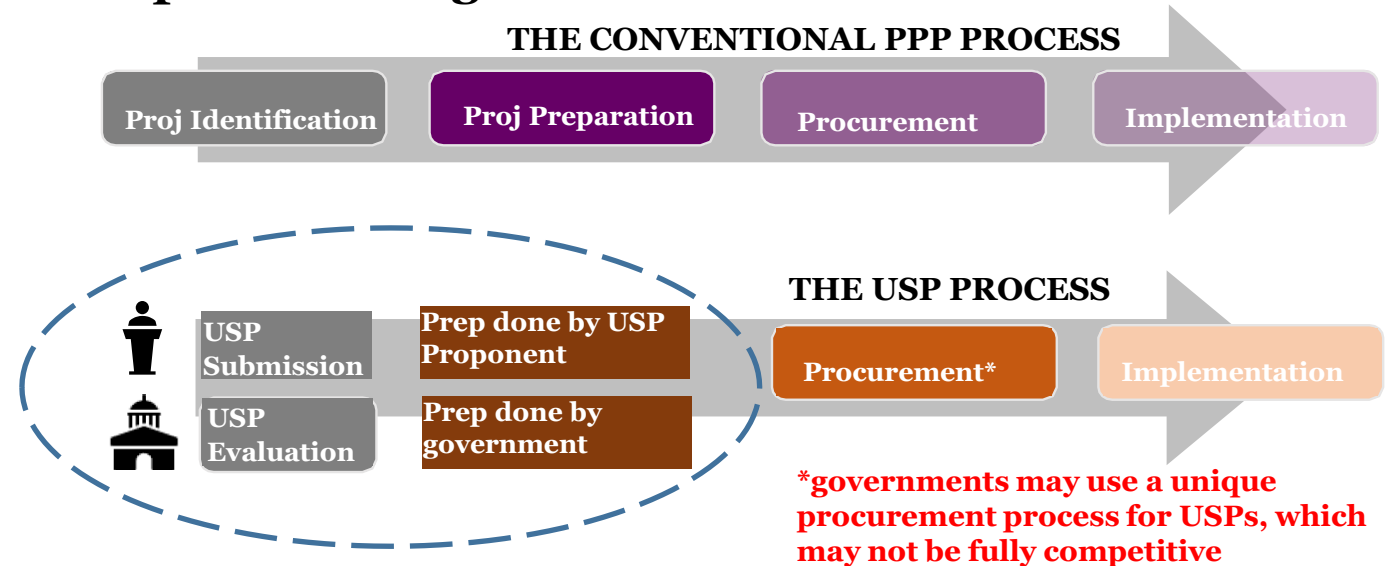 THE CONVENTIONAL PPP PROCESS
Proj Identification
Proj Preparation
Procurement
Implementation
THE USP PROCESS
USP
Submission
Prep done by USP
Proponent
Procurement*
Implementation
USP
Evaluation
Prep done by
government
*governments may use a unique
procurement process for USPs, which
may not be fully competitive